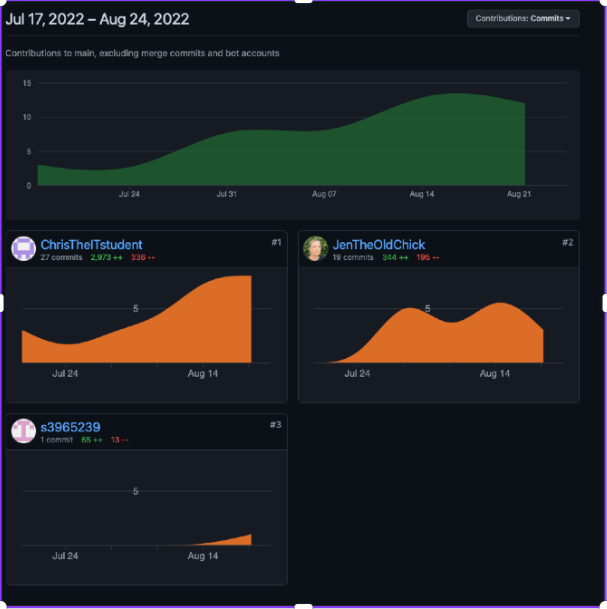 Jul 17, 2022 – Aug 24, 2022
Contributions: Commits
Contributions to main, excluding merge commits and bot accounts
15
10
5
0
Jul 24 Jul 31 Aug 07 Aug 14 Aug 21
ChrisTheITstudent #1
27 commits 2,973 ++ 336 --
5
Jul 24 Aug 14
JenTheOldChick #2
19 commits 344 ++ 195 --
5
Jul 24 Aug 14
s3965239 #3
1 commit 65 ++ 13 --
5
Jul 24 Aug 14